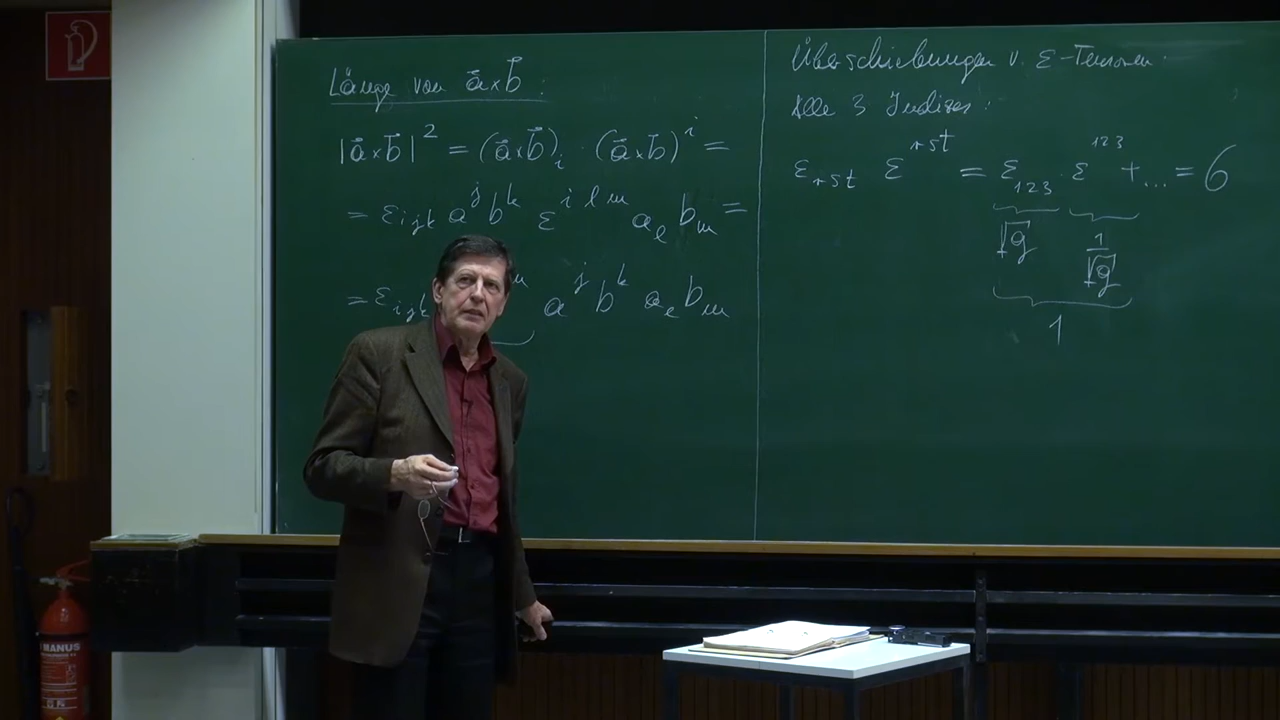 Länge von a⃗×b⃗ :
|a⃗×b⃗|² = (a⃗×b⃗)ᵢ · (a⃗×b⃗)ⁱ =
= εᵢⱼₖ aʲ bᵏ εⁱˡᵐ aₗ bₘ =
= εᵢⱼₖ ᵐ aʲ bᵏ aₗ bₘ
Überschiebungen v. ε-Tensoren.
Alle 3 Indizes:
εᵣₛₜ εʳˢᵗ = ε₁₂₃ · ε¹²³ + ... = 6
√g 1/√g
1
MANUS